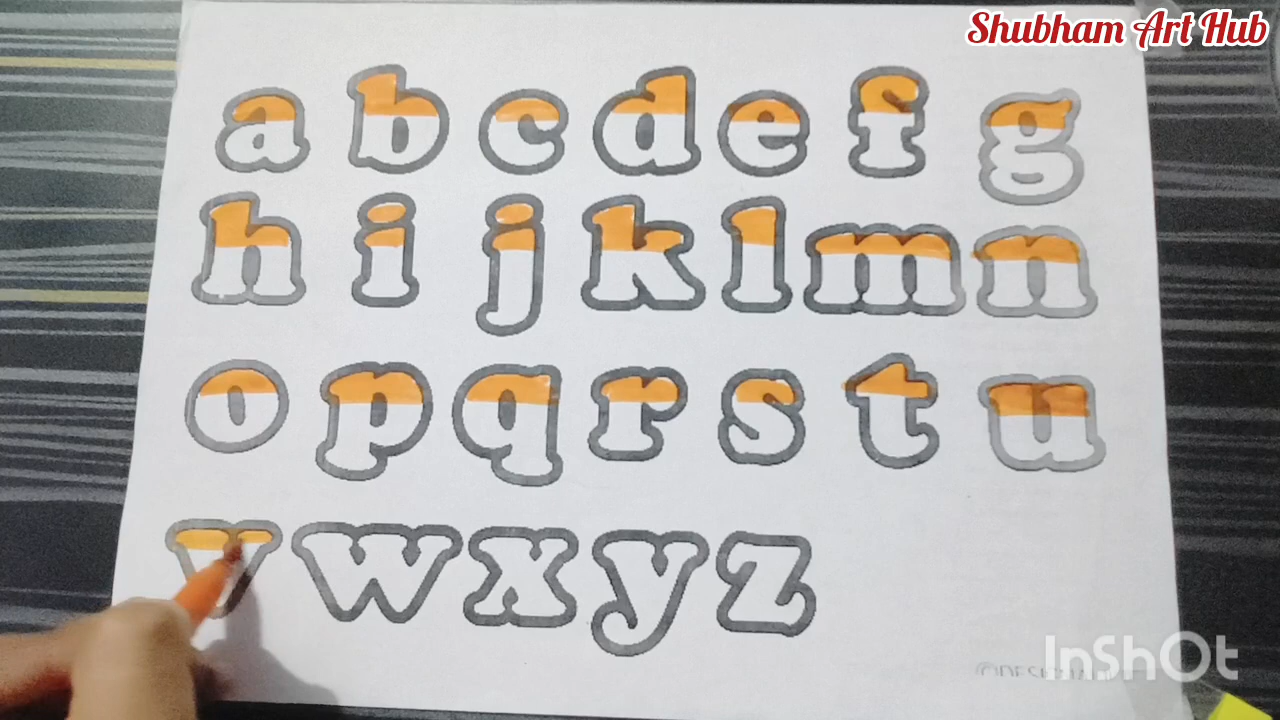 Shubham Art Hub
a b c d e f g
h i j k l m n
o p q r s t u
v w x y z
InShOt